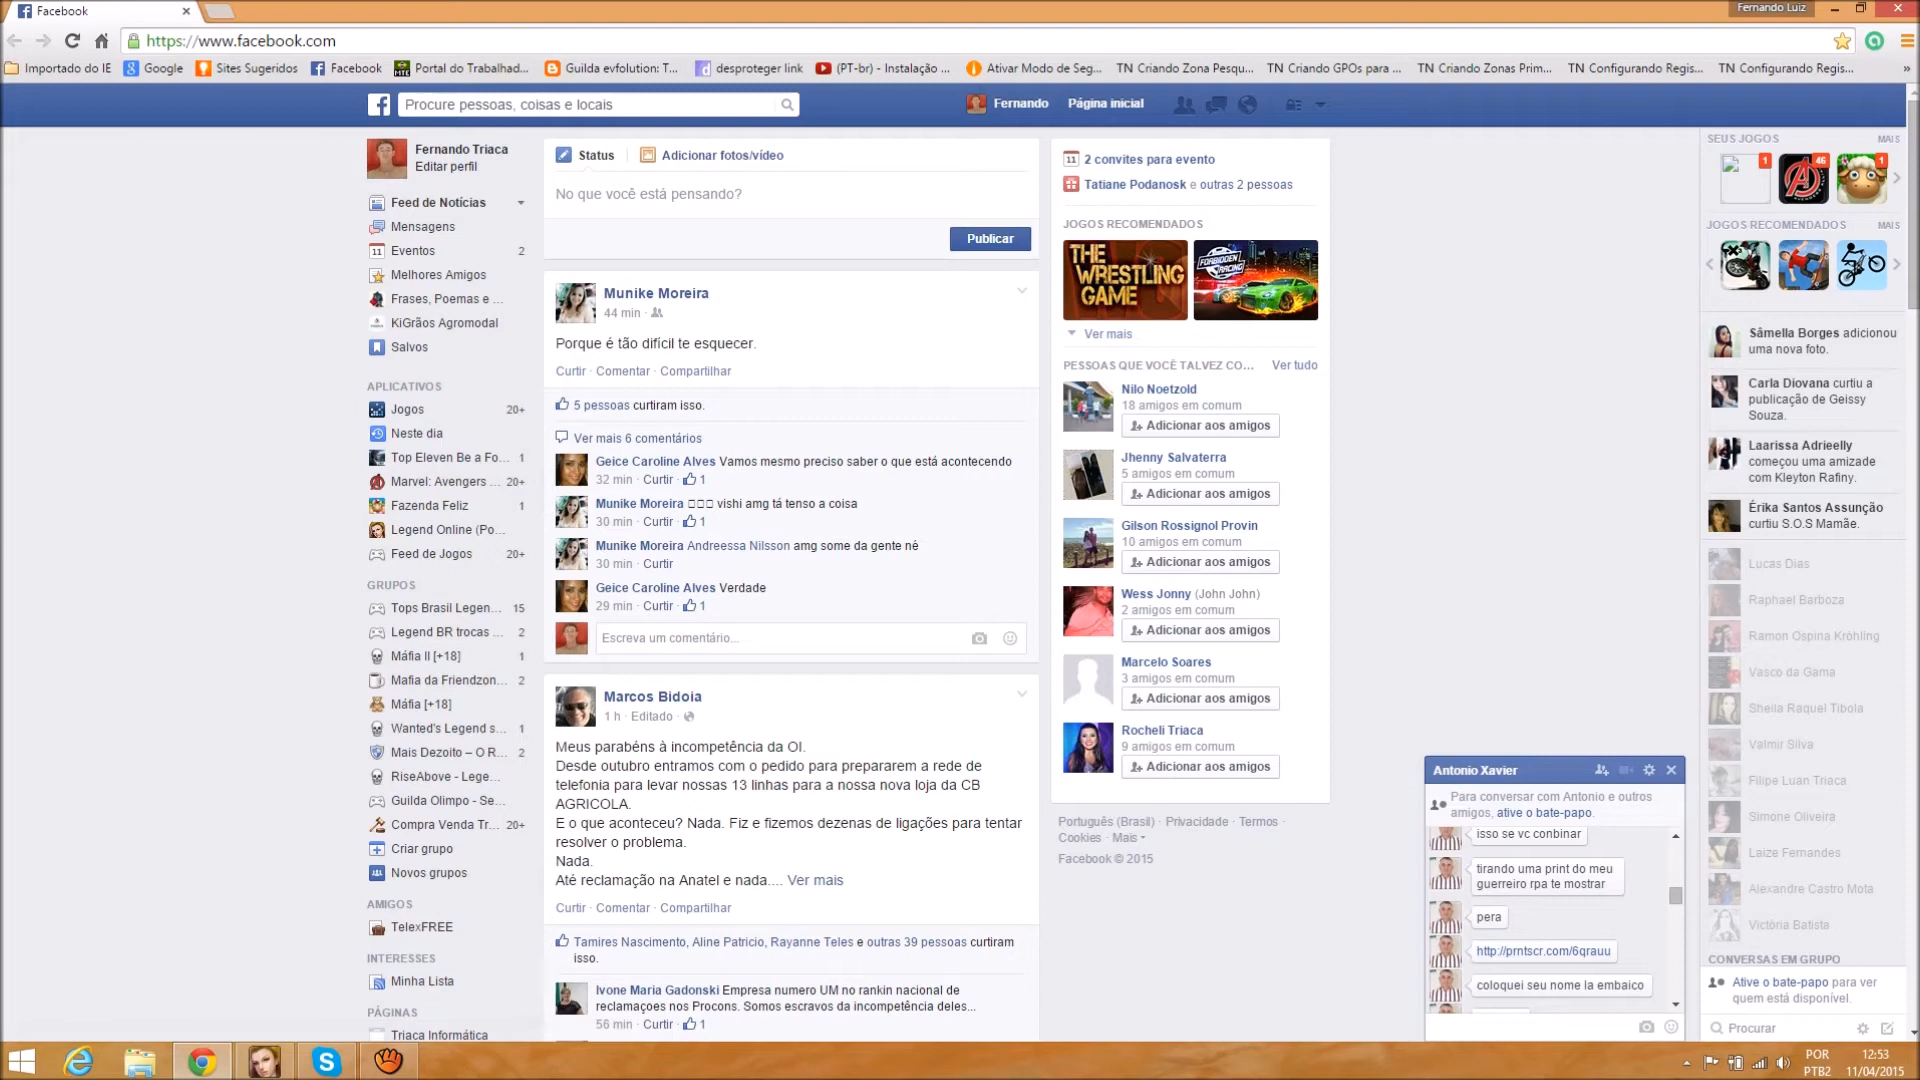 Facebook
Fernando Luiz
https://www.facebook.com
Importado do IE
Google
Sites Sugeridos
Facebook
Portal do Trabalhad...
Guilda evfolution: T...
desproteger link
(PT-br) - Instalação ...
Ativar Modo de Seg...
TN Criando Zona Pesqu...
TN Criando GPOs para ...
TN Criando Zonas Prim...
TN Configurando Regis...
TN Configurando Regis...
Procure pessoas, coisas e locais
Fernando
Página inicial
Fernando Triaca
Editar perfil
Feed de Notícias
Mensagens
Eventos 2
Melhores Amigos
Frases, Poemas e ...
KiGrãos Agromodal
Salvos
APLICATIVOS
Jogos 20+
Neste dia
Top Eleven Be a Fo... 1
Marvel: Avengers ... 20+
Fazenda Feliz 1
Legend Online (Po...
Feed de Jogos 20+
GRUPOS
Tops Brasil Legen... 15
Legend BR trocas ... 2
Máfia II [+18] 1
Mafia da Friendzon... 2
Máfia [+18]
Wanted's Legend s... 1
Mais Dezoito – O R... 2
RiseAbove - Lege...
Guilda Olimpo - Se...
Compra Venda Tr... 20+
Criar grupo
Novos grupos
AMIGOS
TelexFREE
INTERESSES
Minha Lista
PÁGINAS
Triaca Informática
Status
Adicionar fotos/vídeo
No que você está pensando?
Publicar
Munike Moreira
44 min ·
Porque é tão difícil te esquecer.
Curtir · Comentar · Compartilhar
5 pessoas curtiram isso.
Ver mais 6 comentários
Geice Caroline Alves Vamos mesmo preciso saber o que está acontecendo
32 min · Curtir · 1
Munike Moreira □□□ vishi amg tá tenso a coisa
30 min · Curtir · 1
Munike Moreira Andreessa Nilsson amg some da gente né
30 min · Curtir
Geice Caroline Alves Verdade
29 min · Curtir · 1
Escreva um comentário...
Marcos Bidoia
1 h · Editado ·
Meus parabéns à incompetência da OI.
Desde outubro entramos com o pedido para prepararem a rede de
telefonia para levar nossas 13 linhas para a nossa nova loja da CB
AGRICOLA.
E o que aconteceu? Nada. Fiz e fizemos dezenas de ligações para tentar
resolver o problema.
Nada.
Até reclamação na Anatel e nada.... Ver mais
Curtir · Comentar · Compartilhar
Tamires Nascimento, Aline Patricio, Rayanne Teles e outras 39 pessoas curtiram
isso.
Ivone Maria Gadonski Empresa numero UM no rankin nacional de
reclamaçoes nos Procons. Somos escravos da incompetência deles...
56 min · Curtir · 1
11 2 convites para evento
Tatiane Podanosk e outras 2 pessoas
JOGOS RECOMENDADOS
THE
WRESTLING
GAME
FORBIDDEN
RACING
Ver mais
PESSOAS QUE VOCÊ TALVEZ CO... Ver tudo
Nilo Noetzold
18 amigos em comum
Adicionar aos amigos
Jhenny Salvaterra
5 amigos em comum
Adicionar aos amigos
Gilson Rossignol Provin
10 amigos em comum
Adicionar aos amigos
Wess Jonny (John John)
2 amigos em comum
Adicionar aos amigos
Marcelo Soares
3 amigos em comum
Adicionar aos amigos
Rocheli Triaca
9 amigos em comum
Adicionar aos amigos
Português (Brasil) · Privacidade · Termos ·
Cookies · Mais
Facebook © 2015
SEUS JOGOS MAIS
1 46 1
JOGOS RECOMENDADOS MAIS
Sâmella Borges adicionou
uma nova foto.
Carla Diovana curtiu a
publicação de Geissy
Souza.
Laarissa Adrieelly
começou uma amizade
com Kleyton Rafiny.
Érika Santos Assunção
curtiu S.O.S Mamãe.
Lucas Dias
Raphael Barboza
Ramon Ospina Kröhling
Vasco da Gama
Sheila Raquel Tibola
Valmir Silva
Filipe Luan Triaca
Simone Oliveira
Laize Fernandes
Alexandre Castro Mota
Victória Batista
CONVERSAS EM GRUPO
Ative o bate-papo para ver
quem está disponível.
Procurar
Antonio Xavier
Para conversar com Antonio e outros
amigos, ative o bate-papo.
isso se vc conbinar
tirando uma print do meu
guerreiro rpa te mostrar
pera
http://prntscr.com/6qrauu
coloquei seu nome la embaico
POR
PTB2
12:53
11/04/2015